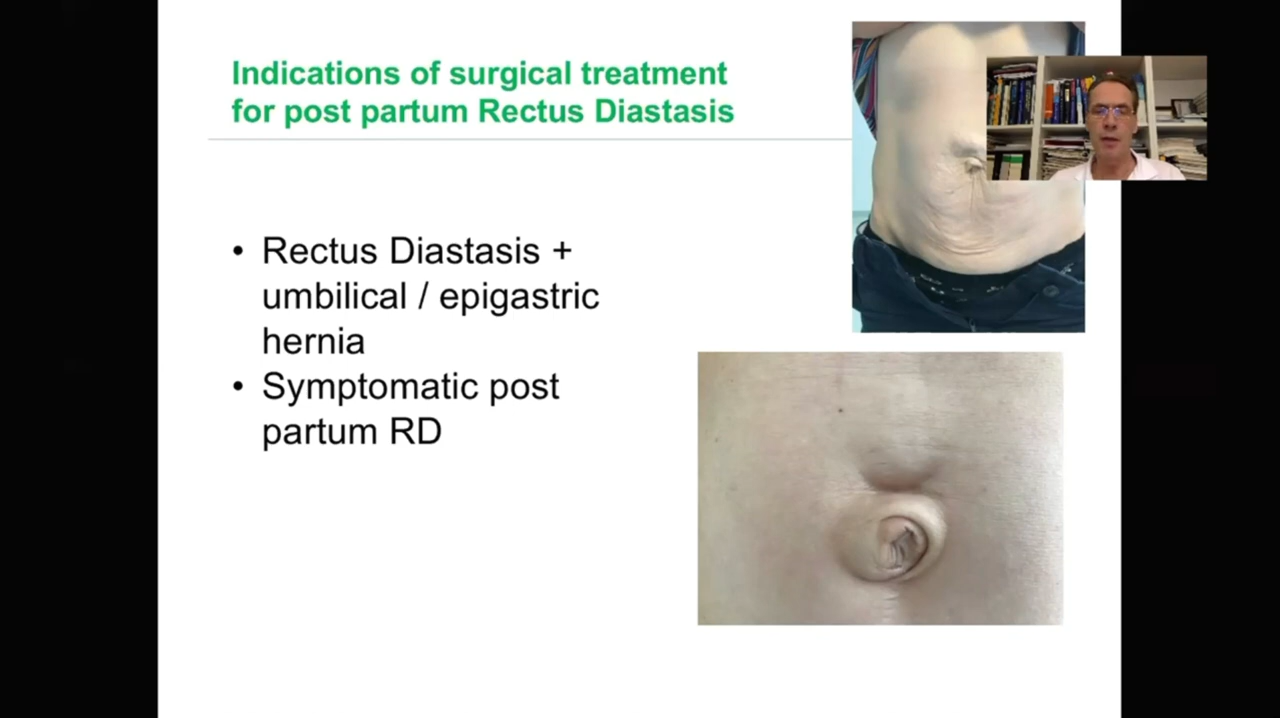 Indications of surgical treatment
for post partum Rectus Diastasis
• Rectus Diastasis +
umbilical / epigastric
hernia
• Symptomatic post
partum RD